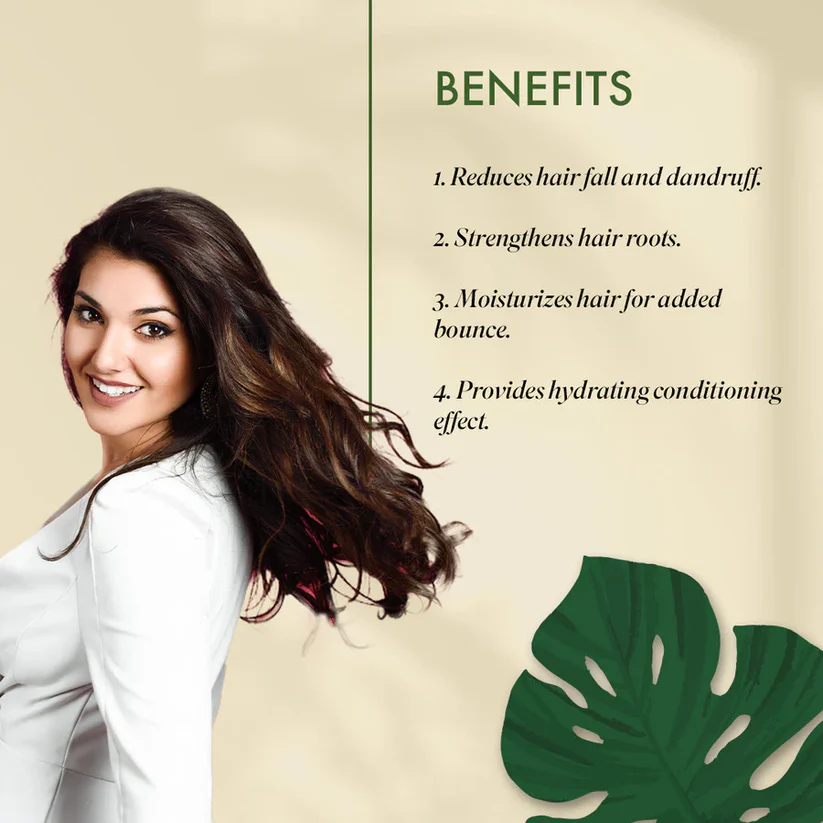 BENEFITS
1. Reduces hair fall and dandruff.
2. Strengthens hair roots.
3. Moisturizes hair for added
bounce.
4. Provides hydrating conditioning
effect.